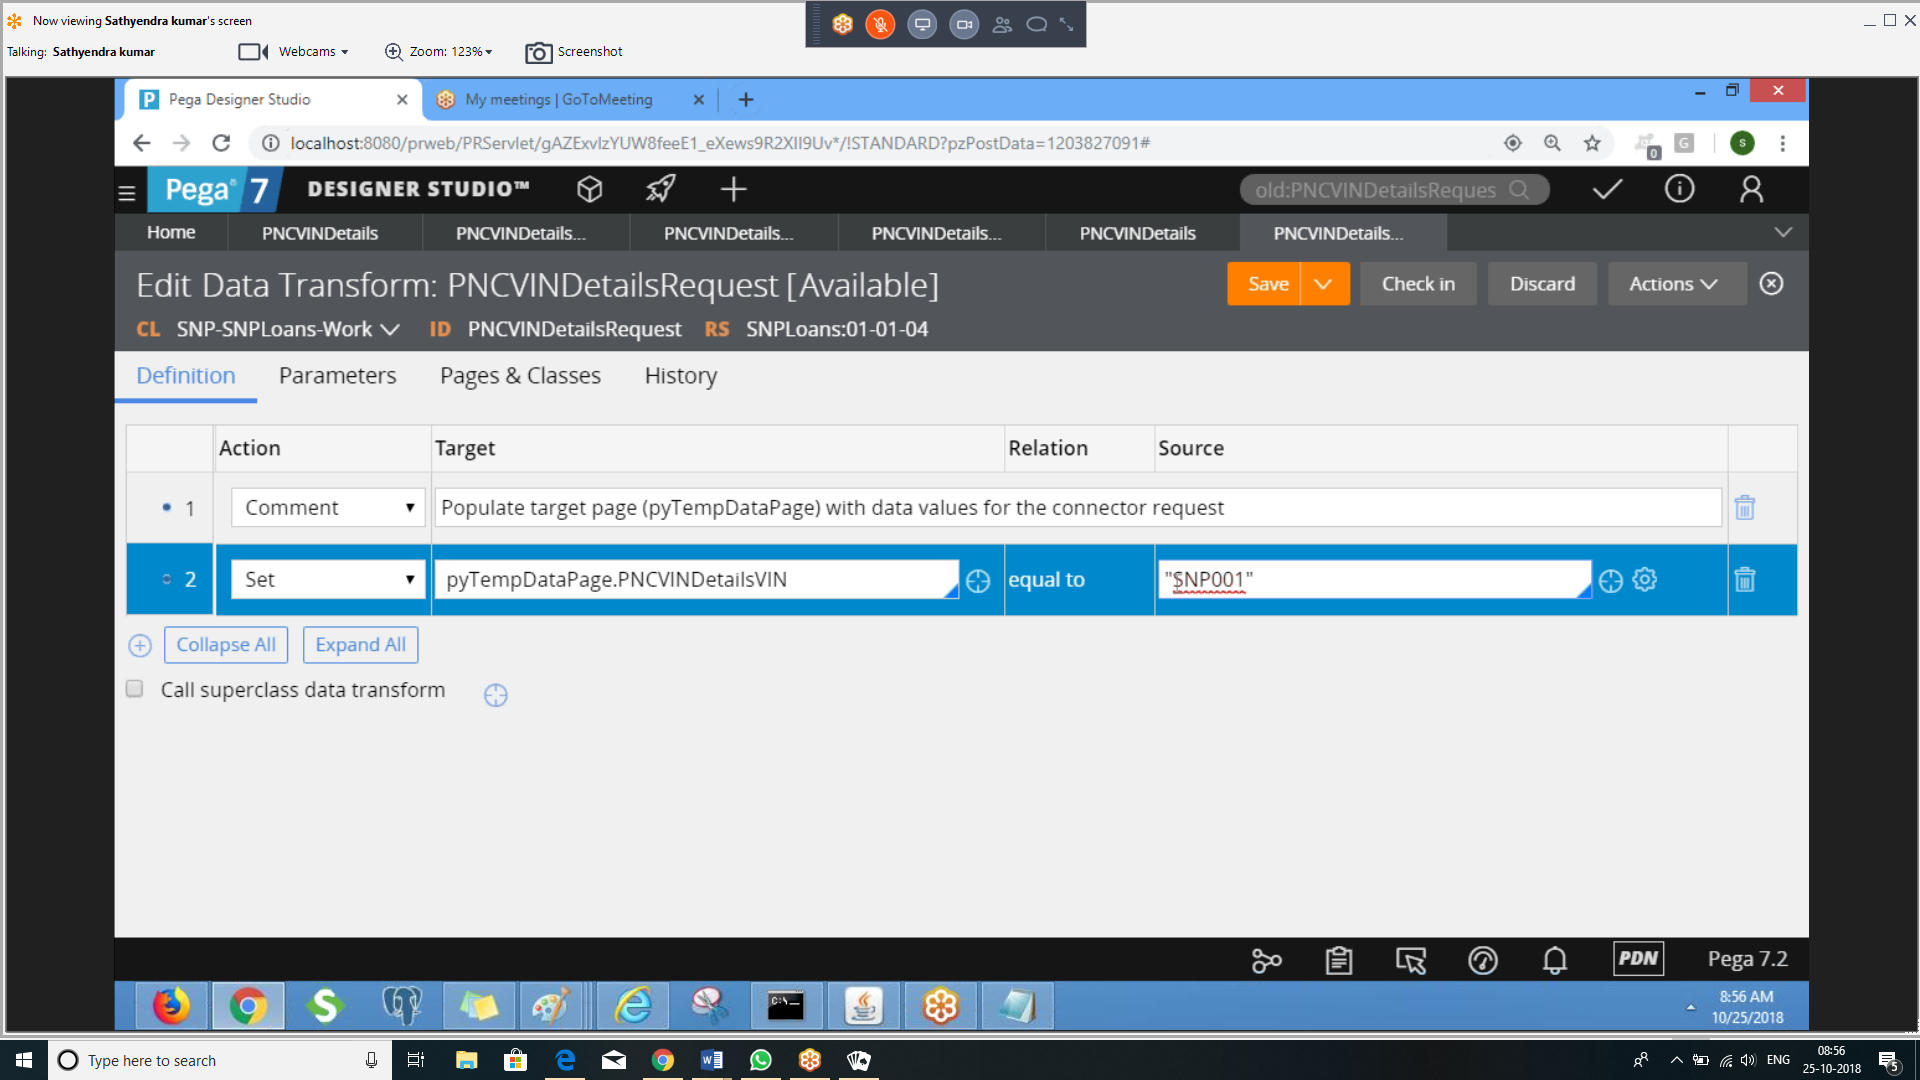 Now viewing Sathyendra kumar's screen
Talking: Sathyendra kumar
Webcams
Zoom: 123%
Screenshot
Pega Designer Studio
My meetings | GoToMeeting
localhost:8080/prweb/PRServlet/gAZExvlzYUW8feeE1_eXews9R2XII9Uv*/!STANDARD?pzPostData=1203827091#
0
G
S
Pega 7 DESIGNER STUDIO™
old:PNCVINDetailsReques
Home
PNCVINDetails
PNCVINDetails...
PNCVINDetails...
PNCVINDetails...
PNCVINDetails
PNCVINDetails...
Edit Data Transform: PNCVINDetailsRequest [Available]
Save
Check in
Discard
Actions
CL SNP-SNPLoans-Work ID PNCVINDetailsRequest RS SNPLoans:01-01-04
Definition
Parameters
Pages & Classes
History
Action Target Relation Source
1 Comment Populate target page (pyTempDataPage) with data values for the connector request
2 Set pyTempDataPage.PNCVINDetailsVIN equal to "$NP001"
Collapse All
Expand All
Call superclass data transform
PDN
Pega 7.2
C:\
8:56 AM
10/25/2018
Type here to search
ENG
08:56
25-10-2018
5